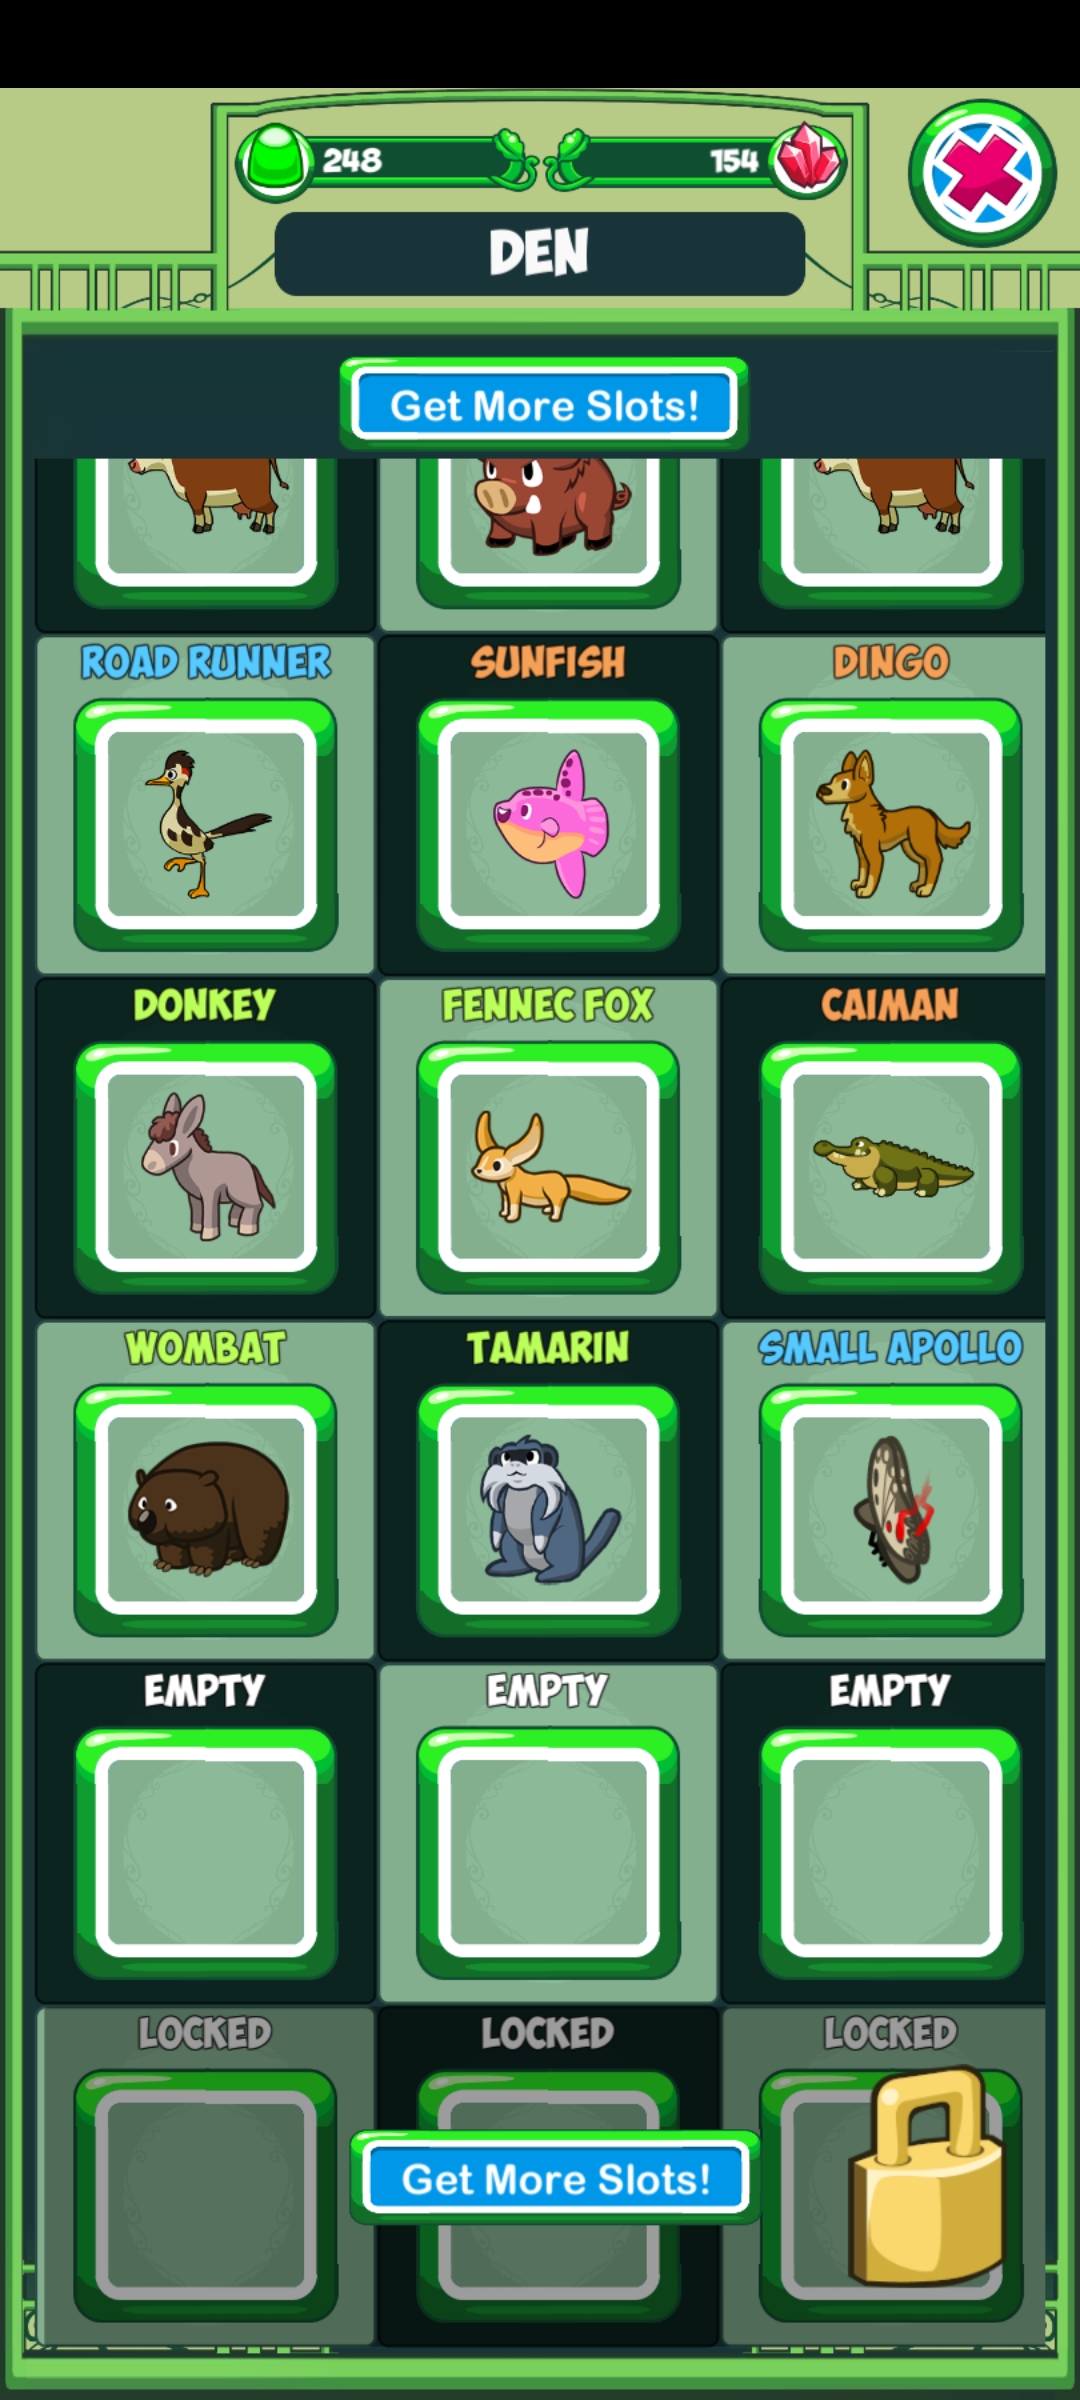 248
154
DEN
Get More Slots!
ROAD RUNNER
SUNFISH
DINGO
DONKEY
FENNEC FOX
CAIMAN
WOMBAT
TAMARIN
SMALL APOLLO
EMPTY
EMPTY
EMPTY
LOCKED
LOCKED
LOCKED
Get More Slots!